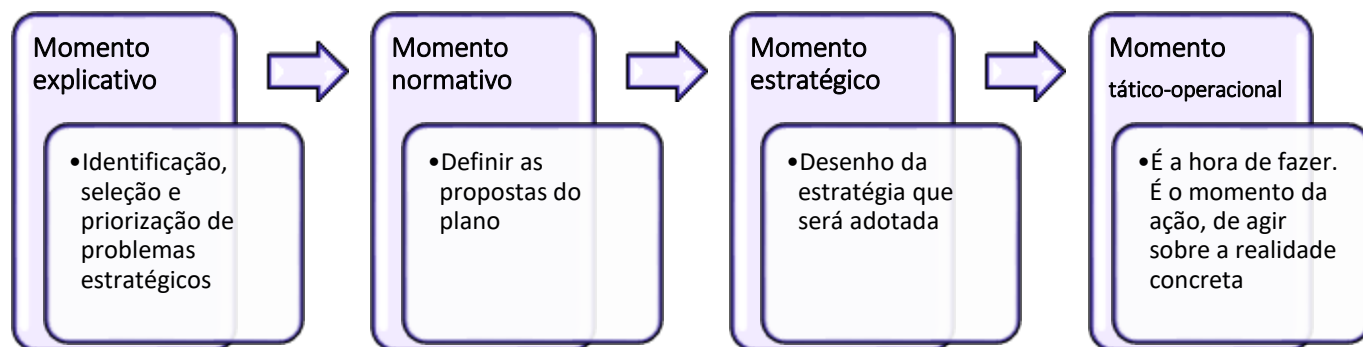 Momento
explicativo
•Identificação,
seleção e
priorização de
problemas
estratégicos
Momento
normativo
•Definir as
propostas do
plano
Momento
estratégico
•Desenho da
estratégia que
será adotada
Momento
tático-operacional
•É a hora de fazer.
É o momento da
ação, de agir
sobre a realidade
concreta